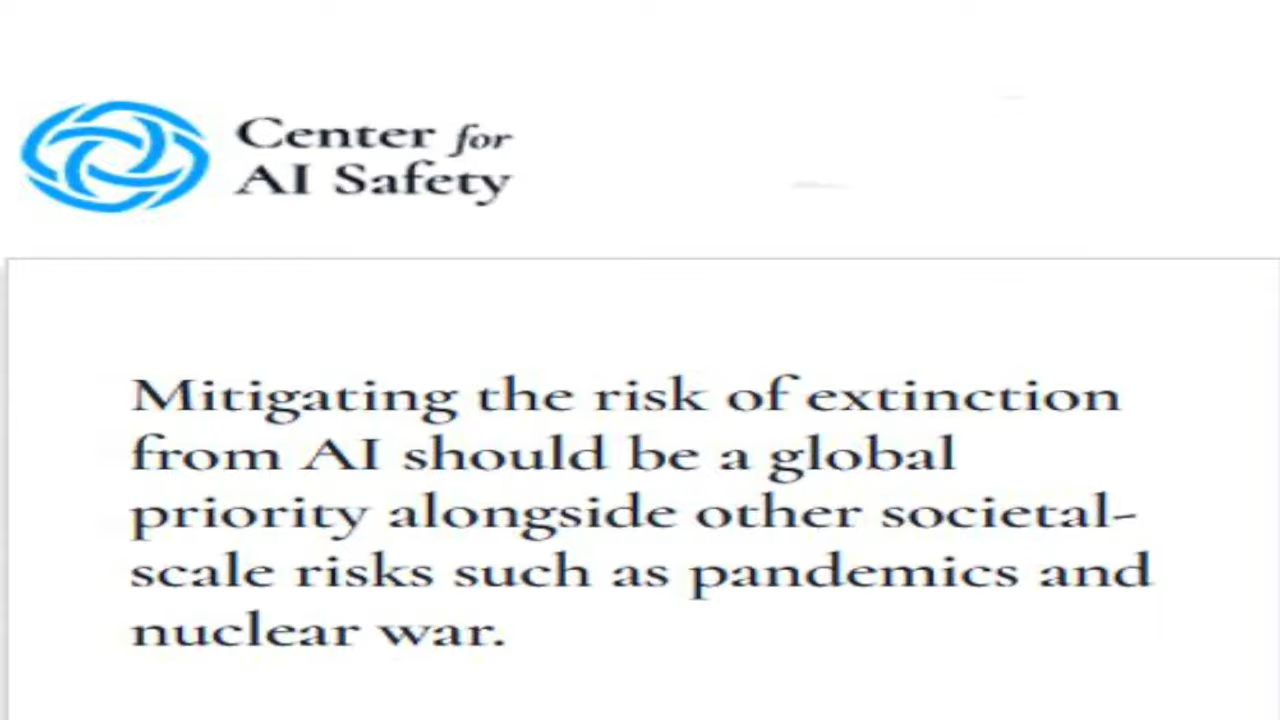 Center for
AI Safety
Mitigating the risk of extinction
from AI should be a global
priority alongside other societal-
scale risks such as pandemics and
nuclear war.